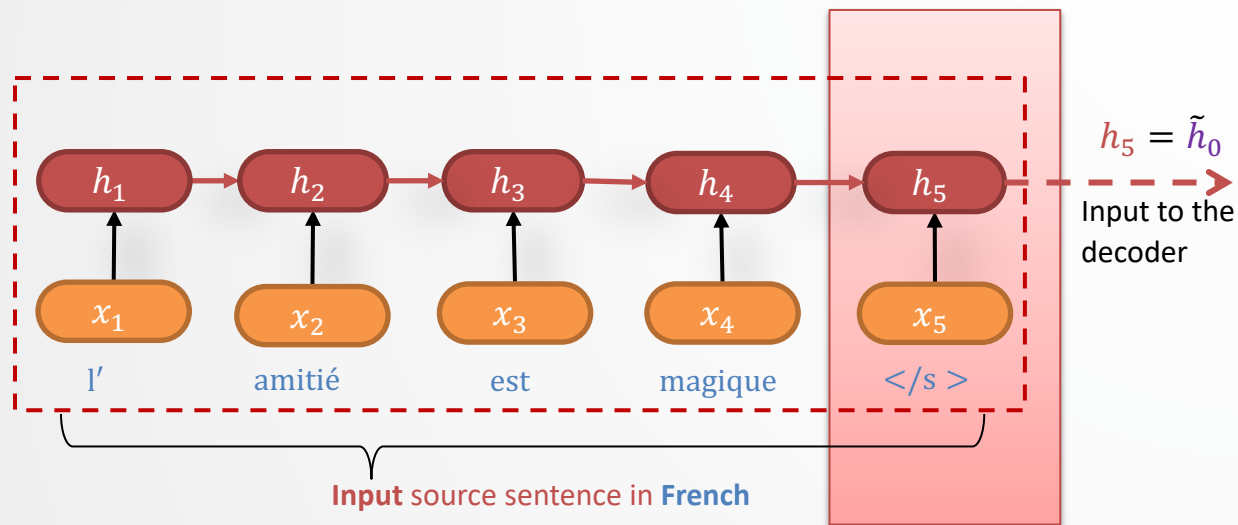 h₅ = h̃₀
h₁ h₂ h₃ h₄ h₅
Input to the
decoder
x₁ x₂ x₃ x₄ x₅
l′ amitié est magique </s >
Input source sentence in French